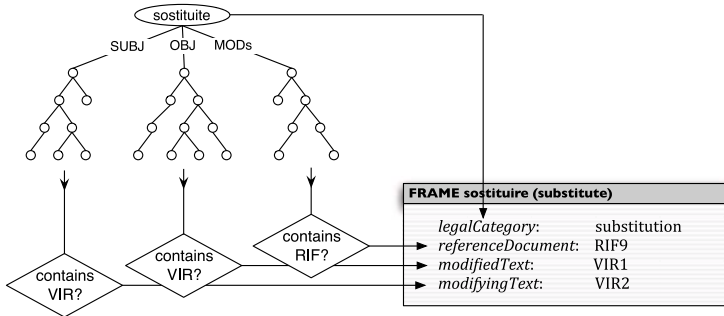 sostituite
SUBJ OBJ MODs
FRAME sostituire (substitute)
legalCategory: substitution
referenceDocument: RIF9
modifiedText: VIR1
modifyingText: VIR2
contains
RIF?
contains
VIR?
contains
VIR?